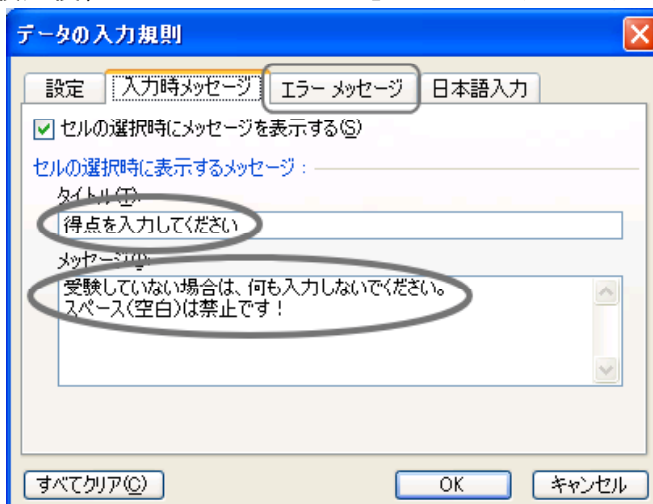 データの入力規則
設定 入力時メッセージ エラー メッセージ 日本語入力
セルの選択時にメッセージを表示する(S)
セルの選択時に表示するメッセージ:
タイトル(T):
得点を入力してください
メッセージ(I):
受験していない場合は、何も入力しないでください。
スペース(空白)は禁止です!
すべてクリア(C) OK キャンセル